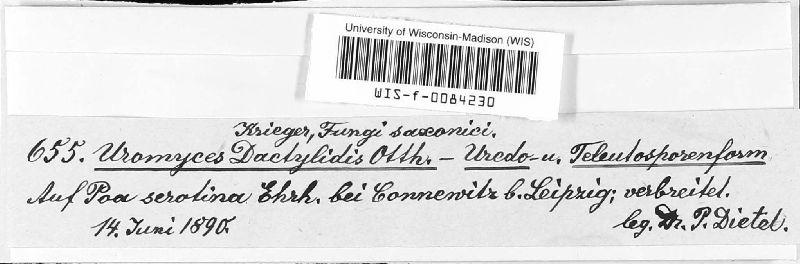 University of Wisconsin-Madison (WIS)
WIS-f-0084230
Krieger, Fungi saxonici.
655. Uromyces Dactylidis Otth. – Uredo- u. Teleutosporenform
Auf Poa serotina Ehrh. bei Connewitz b. Leipzig; verbreitet.
14. Juni 1890.
leg. Dr. P. Dietel.